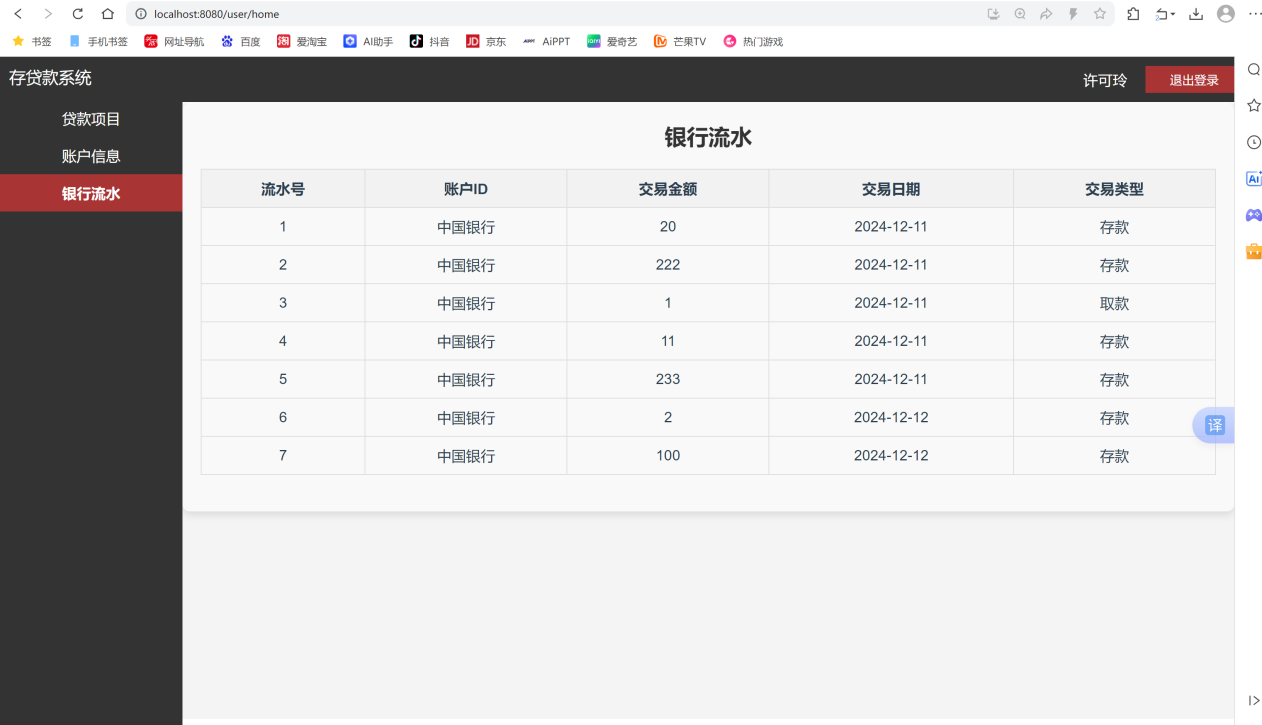 localhost:8080/user/home
书签 手机书签 网址导航 百度 淘 爱淘宝 AI助手 抖音 JD 京东 AiPPT 爱奇艺 芒果TV 热门游戏
存贷款系统 许可玲 退出登录
贷款项目
账户信息
银行流水
银行流水
流水号 账户ID 交易金额 交易日期 交易类型
1 中国银行 20 2024-12-11 存款
2 中国银行 222 2024-12-11 存款
3 中国银行 1 2024-12-11 取款
4 中国银行 11 2024-12-11 存款
5 中国银行 233 2024-12-11 存款
6 中国银行 2 2024-12-12 存款
7 中国银行 100 2024-12-12 存款
译
Ai